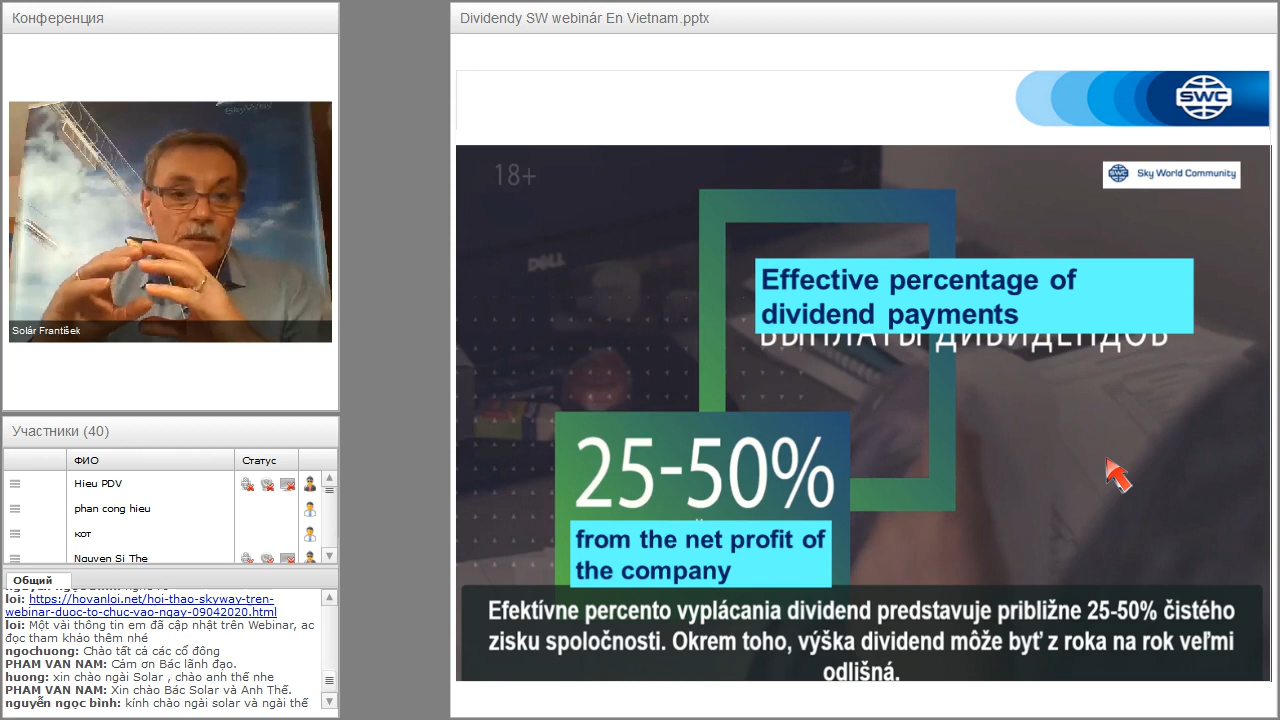 Конференция
SkyWay
Solár František
Участники (40)
ФИО
Статус
Hieu PDV
phan cong hieu
кот
Nguyen Si The
Общий
loi: https://hovanloi.net/hoi-thao-skyway-tren-
webinar-duoc-to-chuc-vao-ngay-09042020.html
loi: Một vài thông tin em đã cập nhật trên Webinar, ac
đọc tham khảo thêm nhé
ngochuong: Chào tất cả các cổ đông
PHAM VAN NAM: Cám ơn Bác lãnh đạo.
huong: xin chào ngài Solar , chào anh thế nhe
PHAM VAN NAM: Xin chào Bác Solar và Anh Thế.
nguyễn ngọc bình: kính chào ngài solar và ngài thế
Dividendy SW webinár En Vietnam.pptx
SWC
18+
SWC Sky World Community
DELL
Effective percentage of
dividend payments
ВЫПЛАТЫ ДИВИДЕНДОВ
25-50%
from the net profit of
the company
Efektívne percento vyplácania dividend predstavuje približne 25-50% čistého
zisku spoločnosti. Okrem toho, výška dividend môže byť z roka na rok veľmi
odlišná.